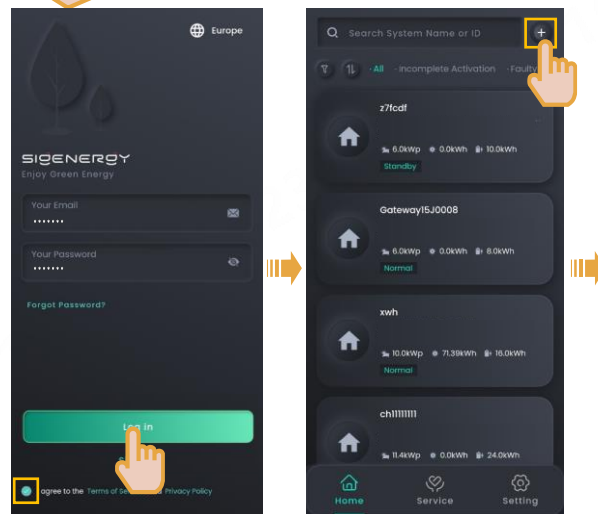 Europe
SIGENERGY
Enjoy Green Energy
Your Email
•••••••
Your Password
•••••••
Forgot Password?
Log in
agree to the Terms of Se Privacy Policy
Search System Name or ID
All · Incomplete Activation · Faulty
z7fcdf
6.0kWp 0.0kWh 10.0kWh
Standby
Gateway15J0008
6.0kWp 0.0kWh 8.0kWh
Normal
xwh
10.0kWp 71.39kWh 16.0kWh
Normal
ch11111111
11.4kWp 0.0kWh 24.0kWh
Home Service Setting